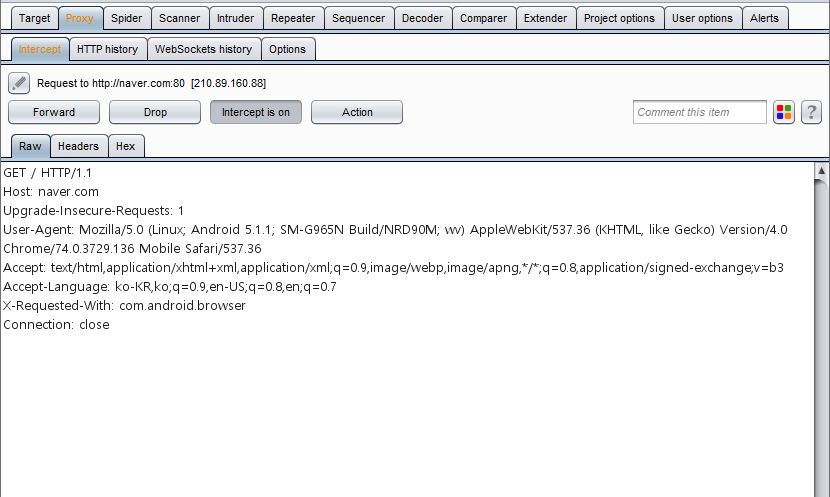 Target Proxy Spider Scanner Intruder Repeater Sequencer Decoder Comparer Extender Project options User options Alerts
Intercept HTTP history WebSockets history Options
Request to http://naver.com:80 [210.89.160.88]
Forward Drop Intercept is on Action Comment this item ?
Raw Headers Hex
GET / HTTP/1.1
Host: naver.com
Upgrade-Insecure-Requests: 1
User-Agent: Mozilla/5.0 (Linux; Android 5.1.1; SM-G965N Build/NRD90M; wv) AppleWebKit/537.36 (KHTML, like Gecko) Version/4.0
Chrome/74.0.3729.136 Mobile Safari/537.36
Accept: text/html,application/xhtml+xml,application/xml;q=0.9,image/webp,image/apng,*/*;q=0.8,application/signed-exchange;v=b3
Accept-Language: ko-KR,ko;q=0.9,en-US;q=0.8,en;q=0.7
X-Requested-With: com.android.browser
Connection: close